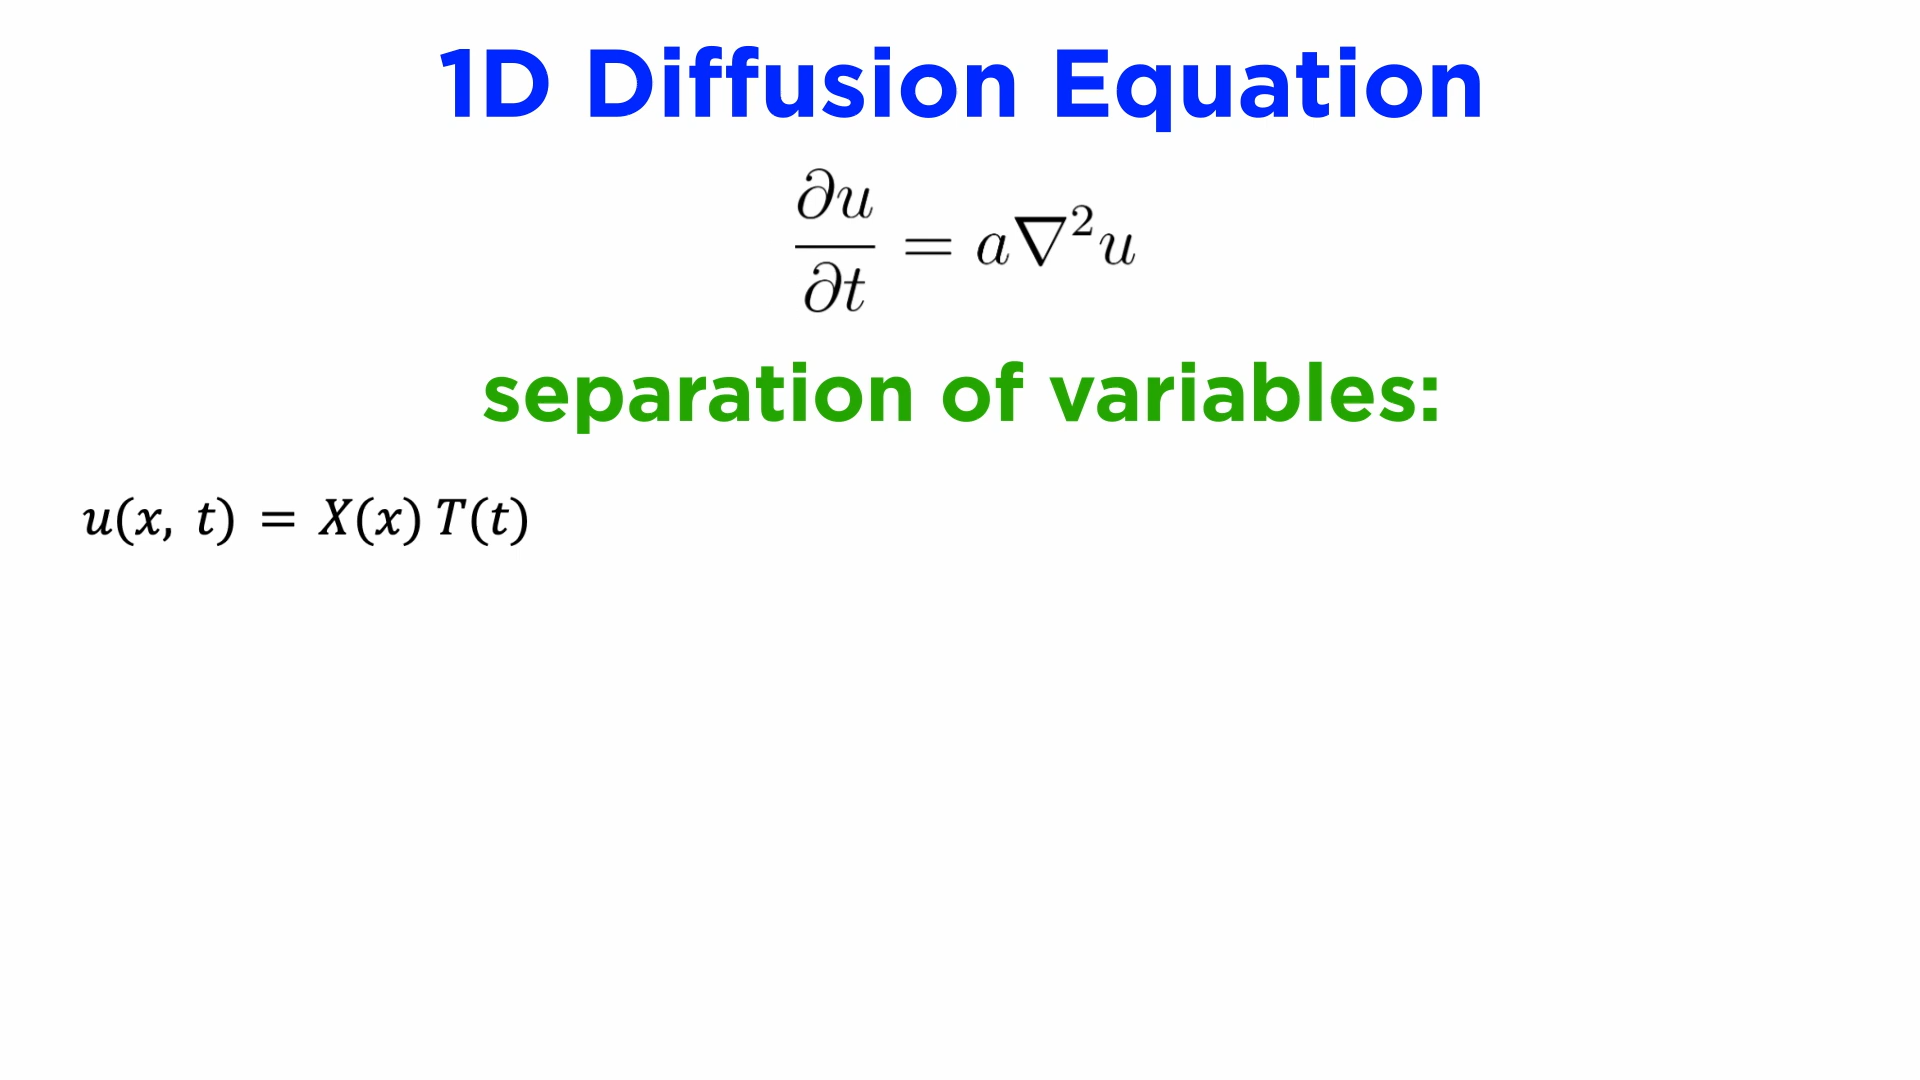 1D Diffusion Equation
∂u/∂t = a∇²u
separation of variables:
u(x, t) = X(x) T(t)